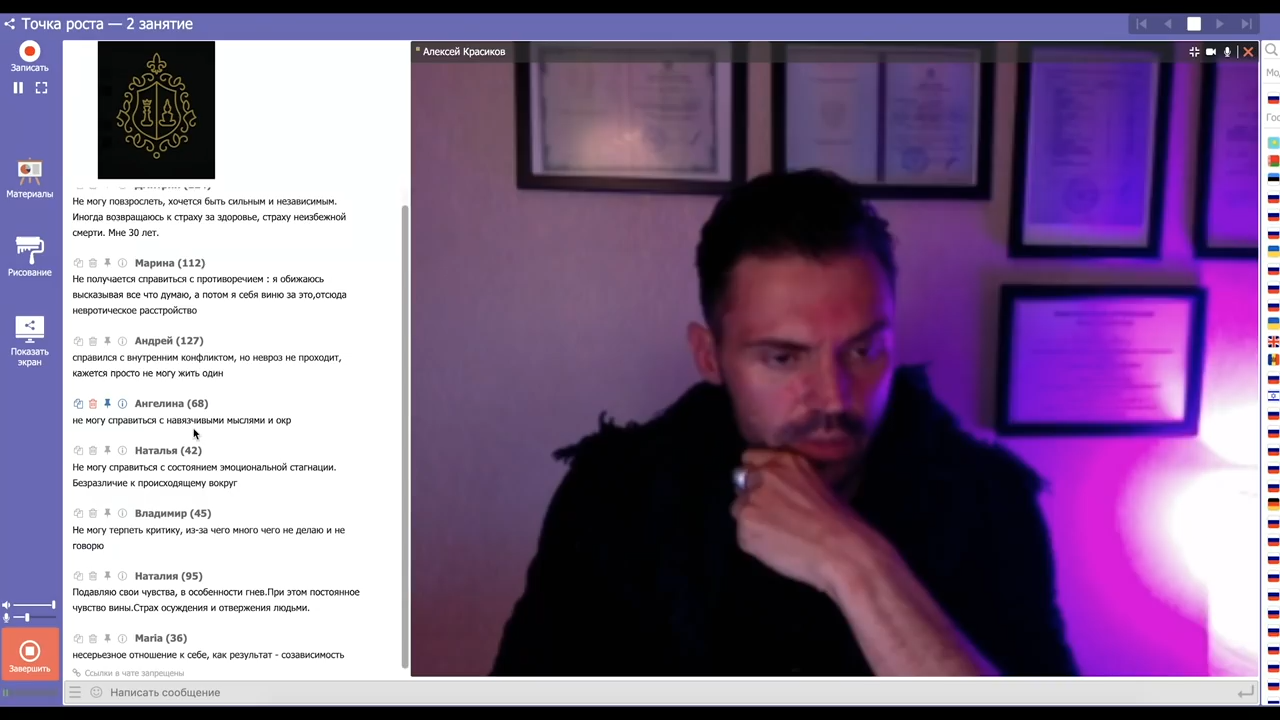 Точка роста — 2 занятие
Записать
Материалы
Рисование
Показать
экран
Завершить
Алексей Красиков
Не могу повзрослеть, хочется быть сильным и независимым.
Иногда возвращаюсь к страху за здоровье, страху неизбежной
смерти. Мне 30 лет.
Марина (112)
Не получается справиться с противоречием : я обижаюсь
высказывая все что думаю, а потом я себя виню за это,отсюда
невротическое расстройство
Андрей (127)
справился с внутренним конфликтом, но невроз не проходит,
кажется просто не могу жить один
Ангелина (68)
не могу справиться с навязчивыми мыслями и окр
Наталья (42)
Не могу справиться с состоянием эмоциональной стагнации.
Безразличие к происходящему вокруг
Владимир (45)
Не могу терпеть критику, из-за чего много чего не делаю и не
говорю
Наталия (95)
Подавляю свои чувства, в особенности гнев.При этом постоянное
чувство вины.Страх осуждения и отвержения людьми.
Maria (36)
несерьезное отношение к себе, как результат - созависимость
Ссылки в чате запрещены
Написать сообщение
Мо
Гос